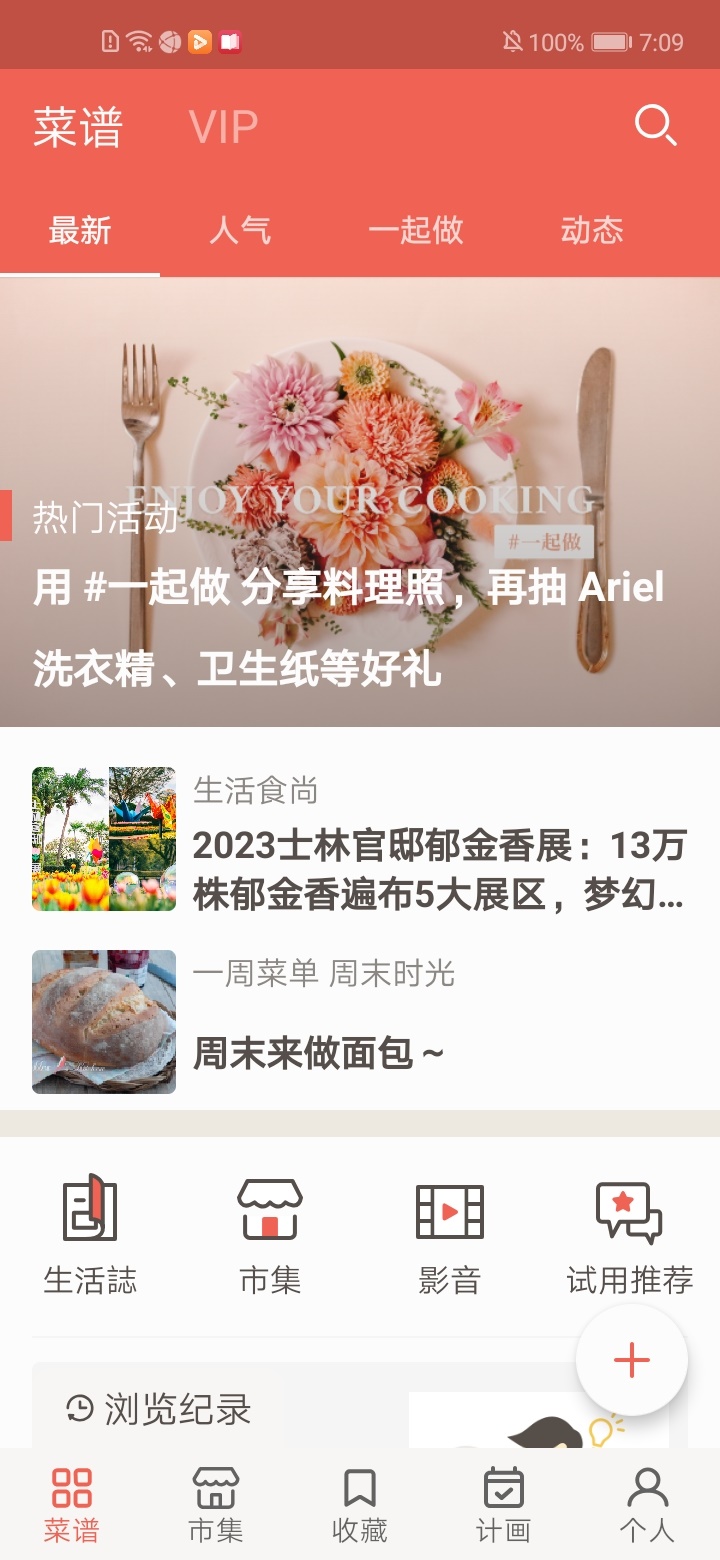 100% 7:09
菜谱 VIP
最新 人气 一起做 动态
ENJOY YOUR COOKING
热门活动
#一起做
用 #一起做 分享料理照，再抽 Ariel
洗衣精、卫生纸等好礼
生活食尚
2023士林官邸郁金香展：13万
株郁金香遍布5大展区，梦幻...
一周菜单 周末时光
周末来做面包 ~
生活誌 市集 影音 试用推荐
浏览纪录
菜谱 市集 收藏 计画 个人